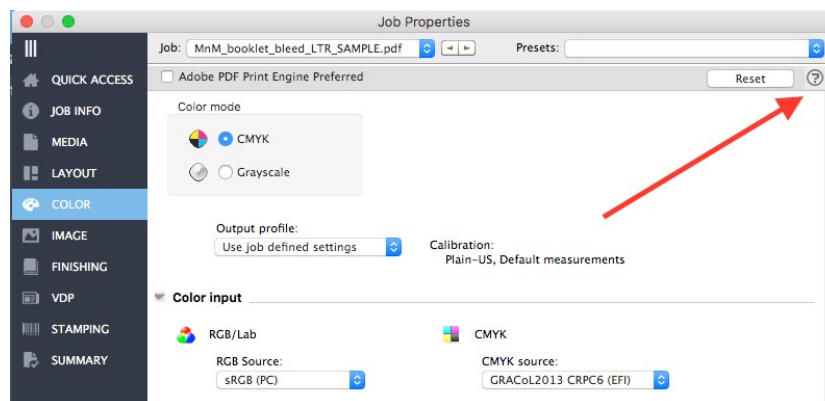 Job Properties
Job: MnM_booklet_bleed_LTR_SAMPLE.pdf Presets:
QUICK ACCESS
Adobe PDF Print Engine Preferred Reset ?
JOB INFO
MEDIA
LAYOUT
COLOR
IMAGE
FINISHING
VDP
STAMPING
SUMMARY
Color mode
CMYK
Grayscale
Output profile:
Use job defined settings
Calibration:
Plain-US, Default measurements
Color input
RGB/Lab
RGB Source:
sRGB (PC)
CMYK
CMYK source:
GRACoL2013 CRPC6 (EFI)